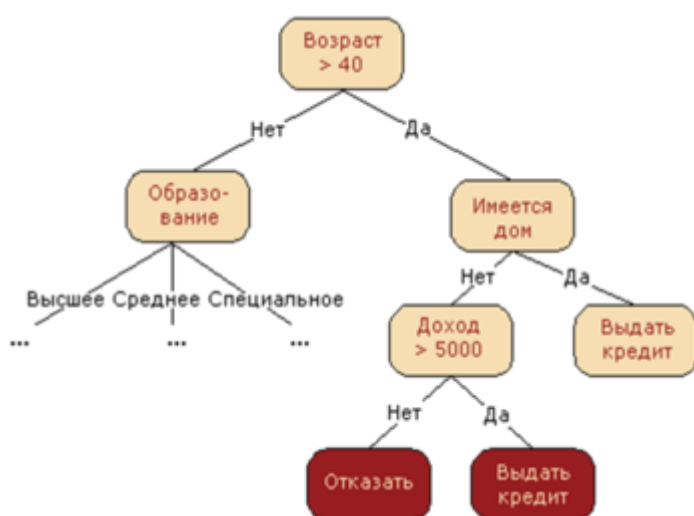 Возраст
> 40
Нет
Да
Образо-
вание
Имеется
дом
Высшее Среднее Специальное
... ... ...
Нет
Да
Доход
> 5000
Выдать
кредит
Нет
Да
Отказать
Выдать
кредит